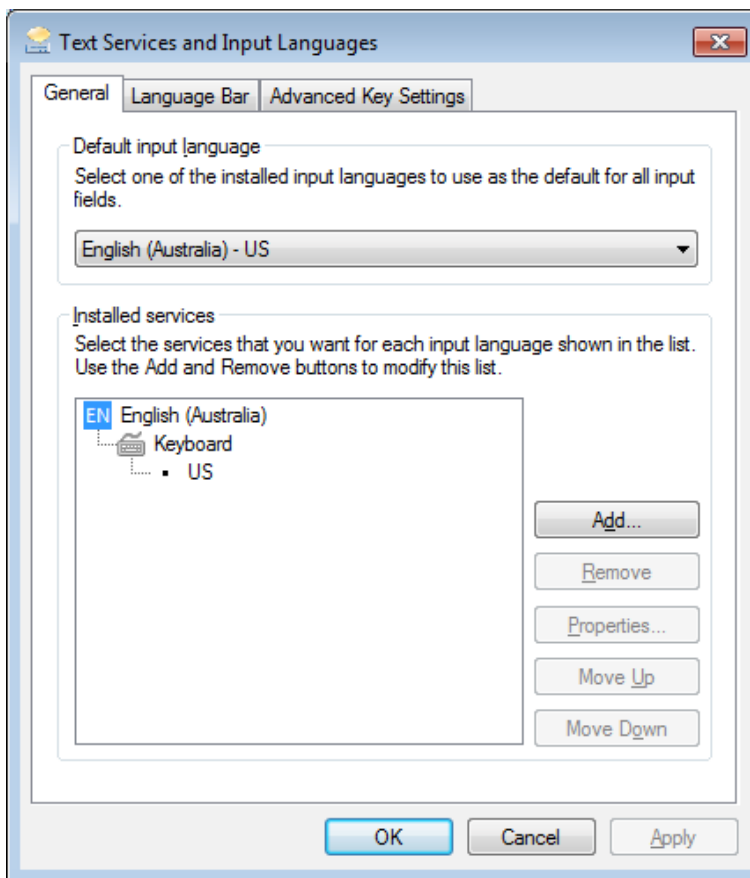 Text Services and Input Languages
General
Language Bar
Advanced Key Settings
Default input language
Select one of the installed input languages to use as the default for all input
fields.
English (Australia) - US
Installed services
Select the services that you want for each input language shown in the list.
Use the Add and Remove buttons to modify this list.
EN English (Australia)
Keyboard
US
Add...
Remove
Properties...
Move Up
Move Down
OK
Cancel
Apply